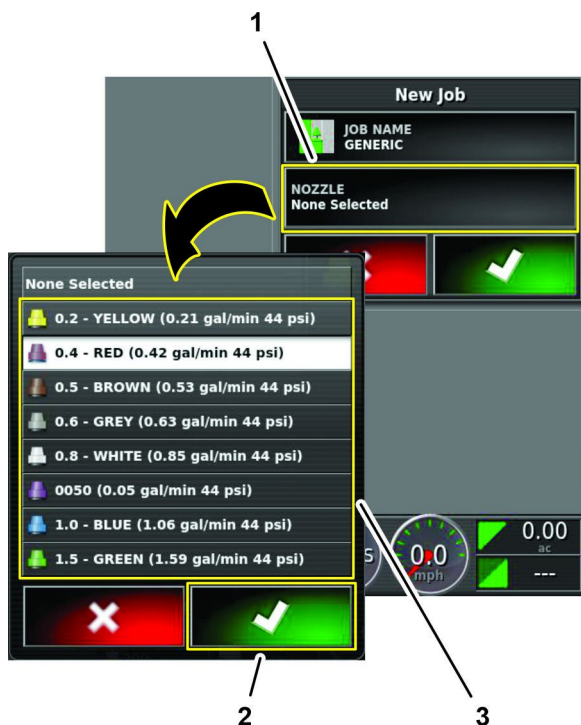 1
New Job
JOB NAME
GENERIC
NOZZLE
None Selected
None Selected
0.2 - YELLOW (0.21 gal/min 44 psi)
0.4 - RED (0.42 gal/min 44 psi)
0.5 - BROWN (0.53 gal/min 44 psi)
0.6 - GREY (0.63 gal/min 44 psi)
0.8 - WHITE (0.85 gal/min 44 psi)
0050 (0.05 gal/min 44 psi)
1.0 - BLUE (1.06 gal/min 44 psi)
1.5 - GREEN (1.59 gal/min 44 psi)
S
0.0
mph
0.00
ac
---
2
3